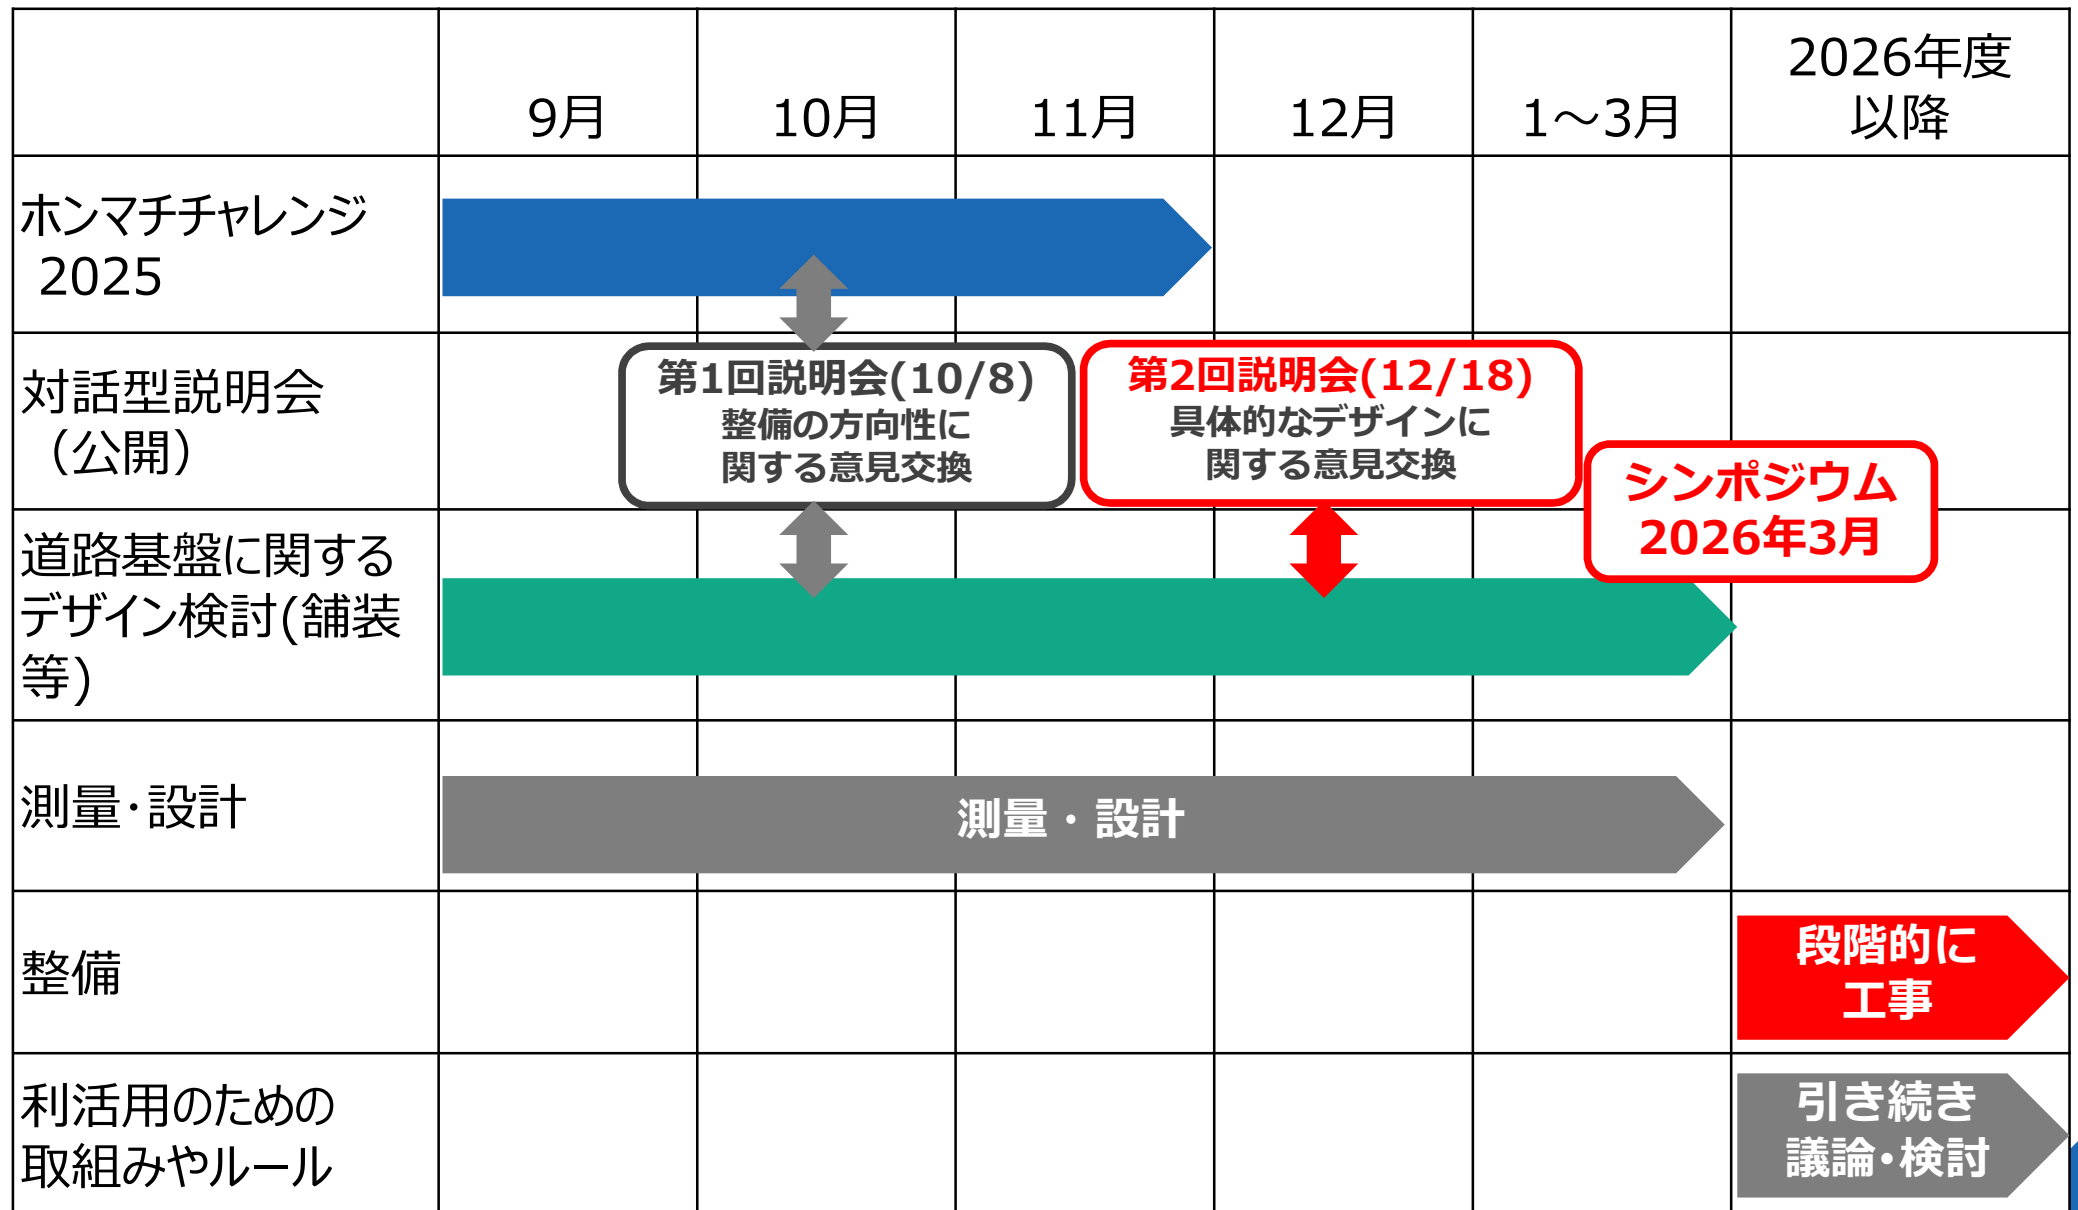 2026年度
以降
9月
10月
11月
12月
1～3月
ホンマチチャレンジ
2025
対話型説明会
（公開）
第1回説明会(10/8)
整備の方向性に
関する意見交換
第2回説明会(12/18)
具体的なデザインに
関する意見交換
シンポジウム
2026年3月
道路基盤に関する
デザイン検討(舗装
等)
測量･設計
測量・設計
整備
段階的に
工事
利活用のための
取組みやルール
引き続き
議論･検討